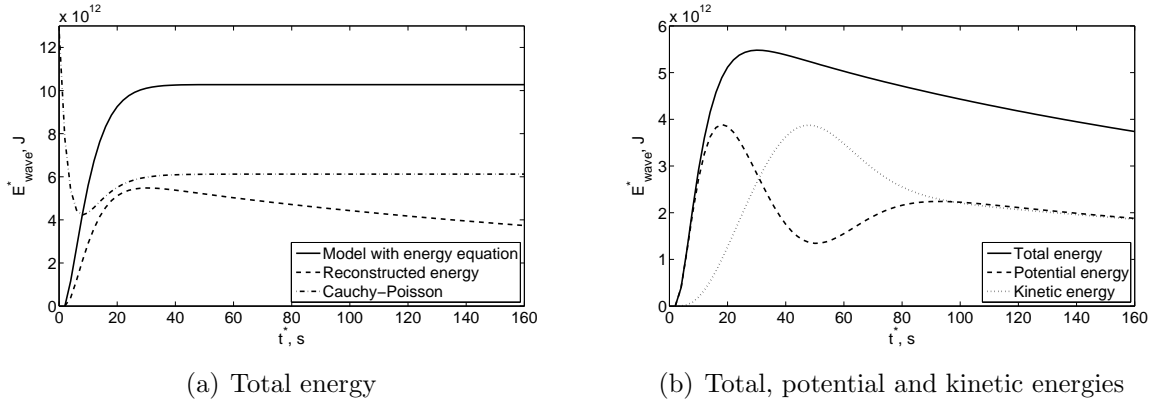 x 10^12
12
10
8
6
4
2
0
E*wave, J
0 20 40 60 80 100 120 140 160
t*, s
Model with energy equation
Reconstructed energy
Cauchy−Poisson
(a) Total energy
x 10^12
6
5
4
3
2
1
0
E*wave, J
0 20 40 60 80 100 120 140 160
t*, s
Total energy
Potential energy
Kinetic energy
(b) Total, potential and kinetic energies